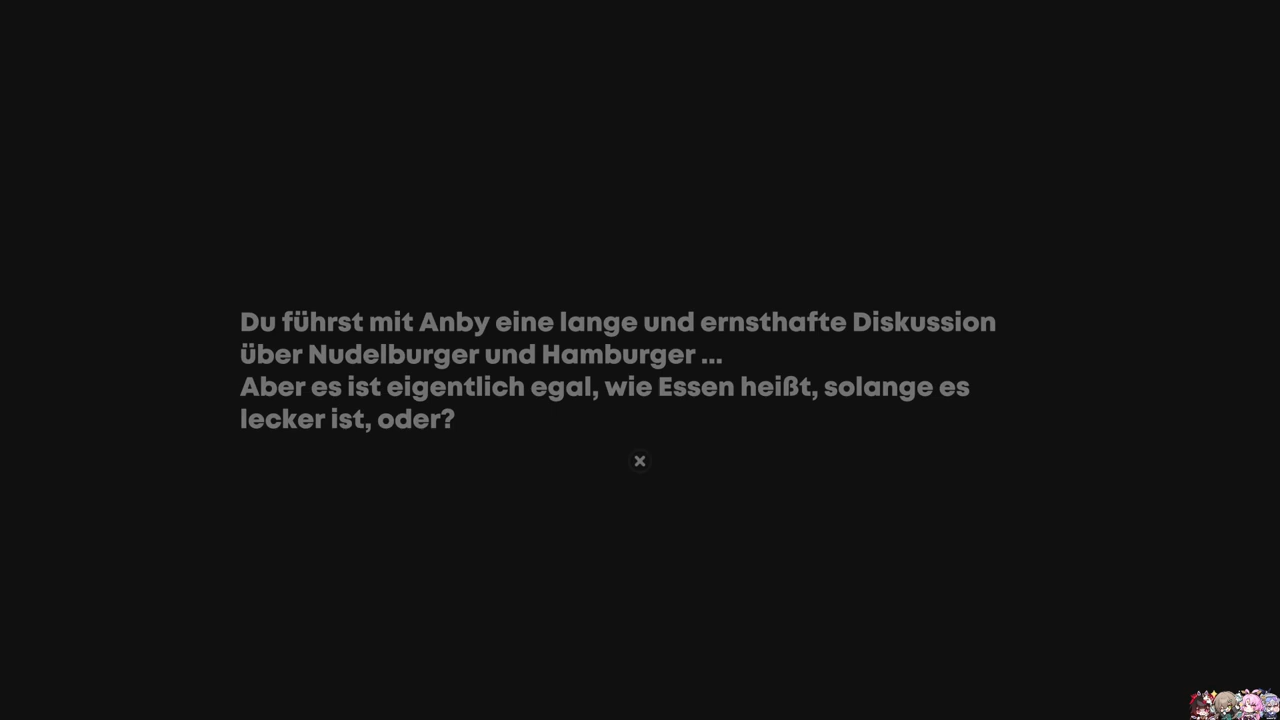 Du führst mit Anby eine lange und ernsthafte Diskussion
über Nudelburger und Hamburger ...
Aber es ist eigentlich egal, wie Essen heißt, solange es
lecker ist, oder?